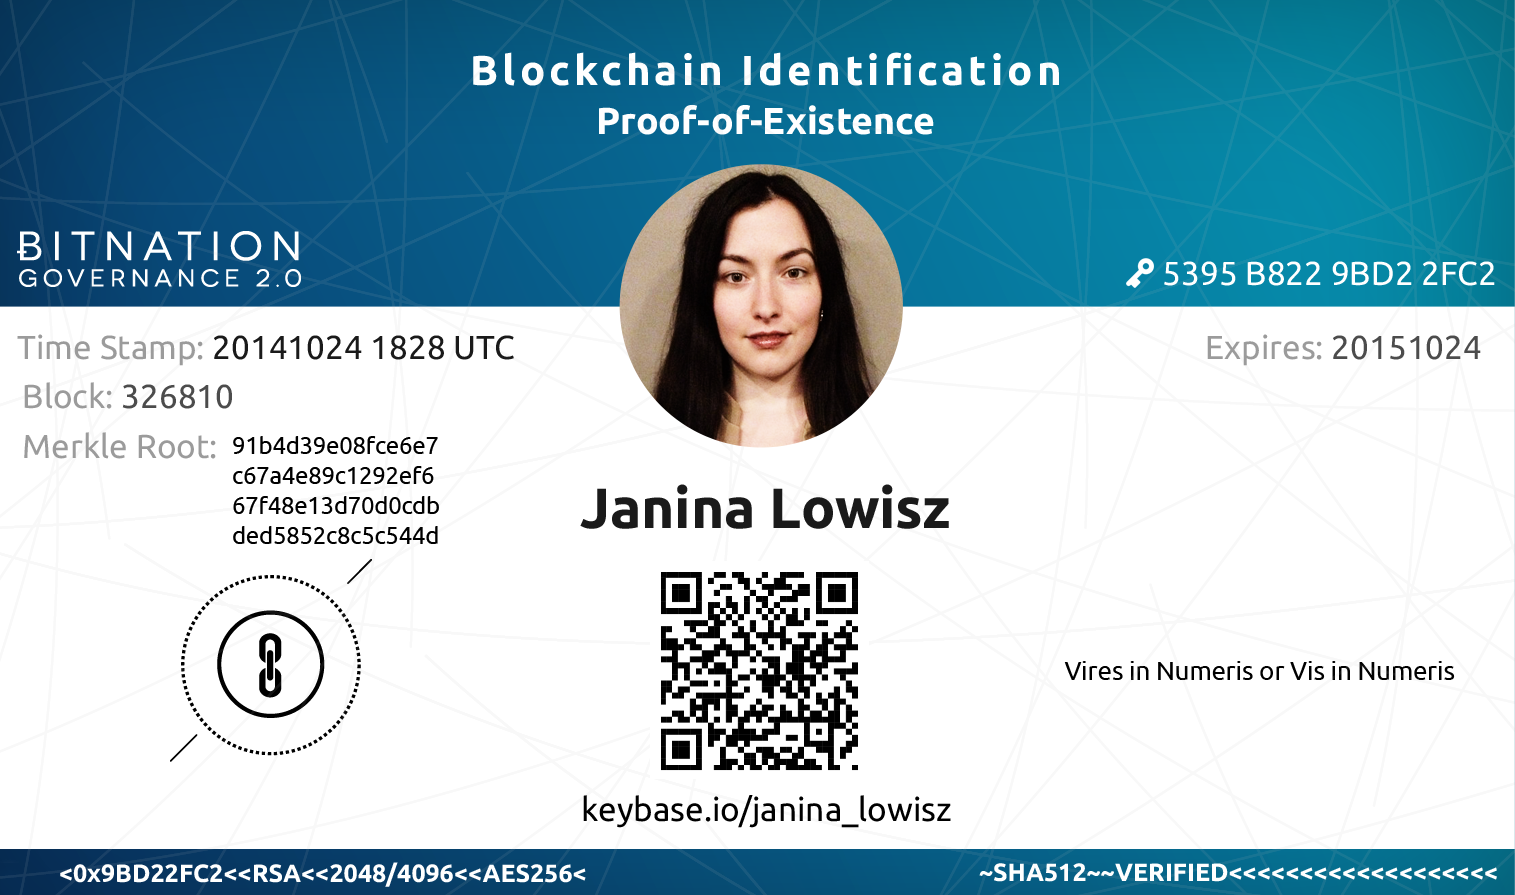 Blockchain Identification
Proof-of-Existence
BITNATION
GOVERNANCE 2.0
5395 B822 9BD2 2FC2
Time Stamp: 20141024 1828 UTC
Expires: 20151024
Block: 326810
Merkle Root: 91b4d39e08fce6e7
c67a4e89c1292ef6
67f48e13d70d0cdb
ded5852c8c5c544d
Janina Lowisz
Vires in Numeris or Vis in Numeris
keybase.io/janina_lowisz
<0x9BD22FC2<<RSA<<2048/4096<<AES256<
~SHA512~~VERIFIED<<<<<<<<<<<<<<<<<<<